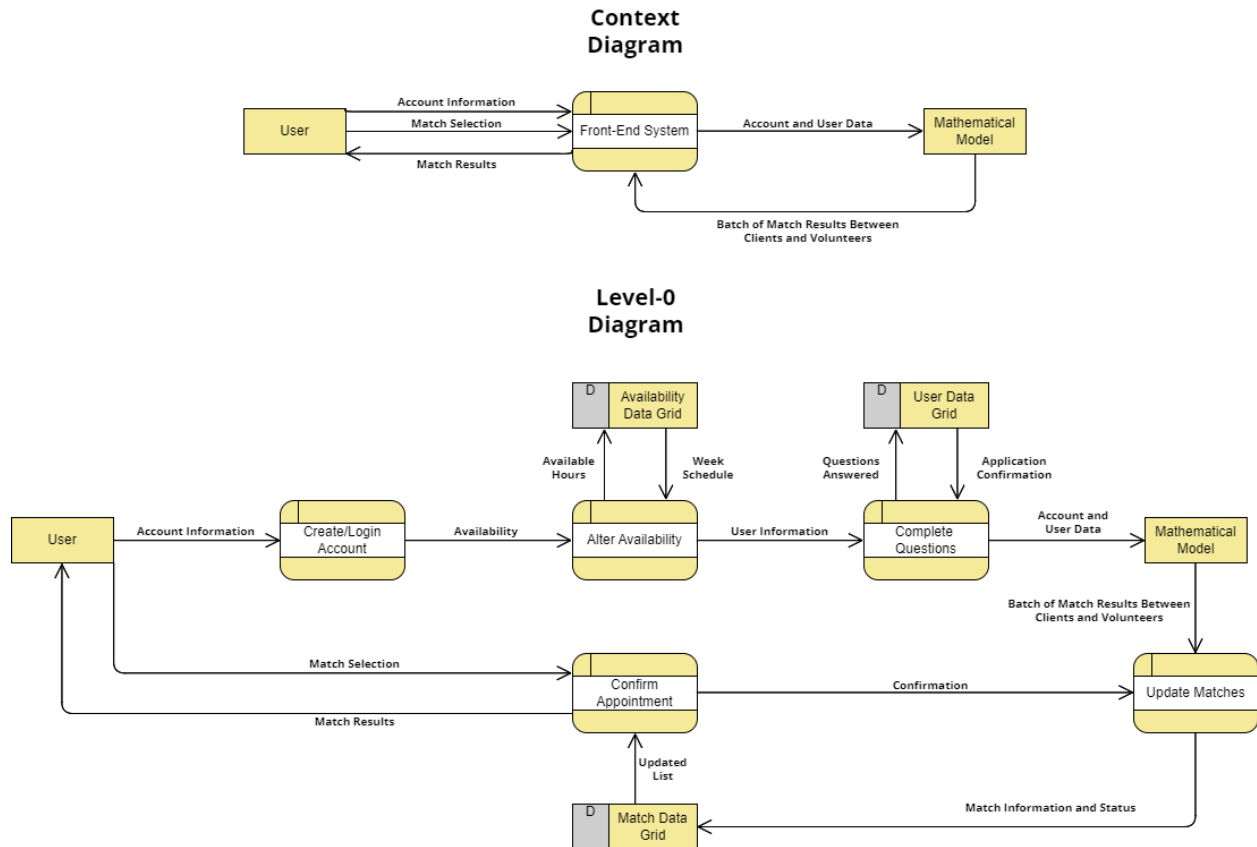 Context
Diagram
Account Information
User
Match Selection
Front-End System
Account and User Data
Mathematical
Model
Match Results
Batch of Match Results Between
Clients and Volunteers
Level-0
Diagram
D
Availability
Data Grid
D
User Data
Grid
Available
Hours
Week
Schedule
Questions
Answered
Application
Confirmation
User
Account Information
Create/Login
Account
Availability
Alter Availability
User Information
Complete
Questions
Account and
User Data
Mathematical
Model
Batch of Match Results Between
Clients and Volunteers
Match Selection
Confirm
Appointment
Confirmation
Update Matches
Match Results
Updated
List
D
Match Data
Grid
Match Information and Status